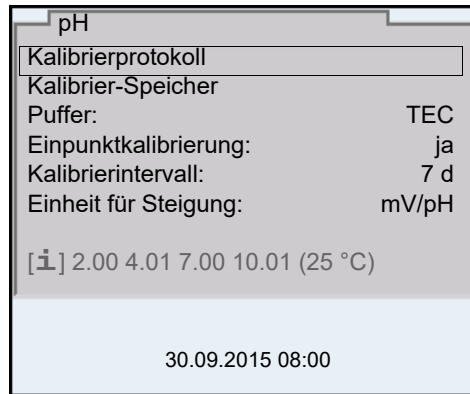 pH
Kalibrierprotokoll
Kalibrier-Speicher
Puffer: TEC
Einpunktkalibrierung: ja
Kalibrierintervall: 7 d
Einheit für Steigung: mV/pH
[i] 2.00 4.01 7.00 10.01 (25 °C)
30.09.2015 08:00